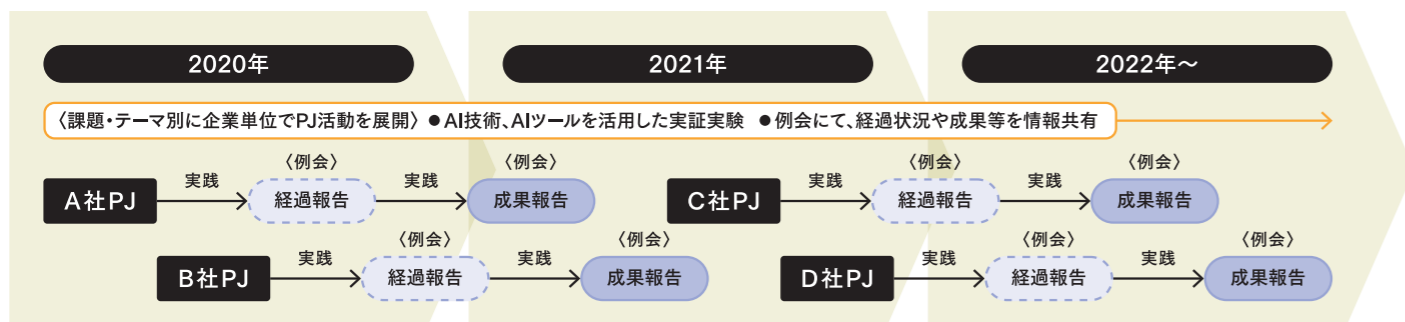 2020年
2021年
2022年～
〈課題・テーマ別に企業単位でPJ活動を展開〉 ●AI技術、AIツールを活用した実証実験 ●例会にて、経過状況や成果等を情報共有
〈例会〉 〈例会〉 〈例会〉 〈例会〉
A社PJ 実践 経過報告 実践 成果報告 C社PJ 実践 経過報告 実践 成果報告
〈例会〉 〈例会〉 〈例会〉 〈例会〉
B社PJ 実践 経過報告 実践 成果報告 D社PJ 実践 経過報告 実践 成果報告